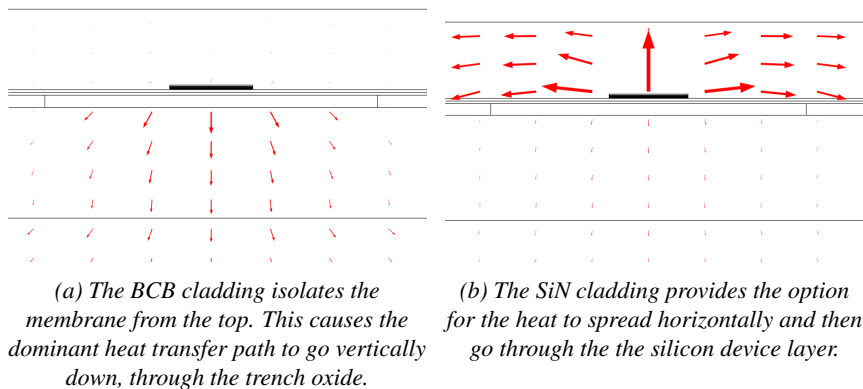 (a) The BCB cladding isolates the
membrane from the top. This causes the
dominant heat transfer path to go vertically
down, through the trench oxide.
(b) The SiN cladding provides the option
for the heat to spread horizontally and then
go through the the silicon device layer.